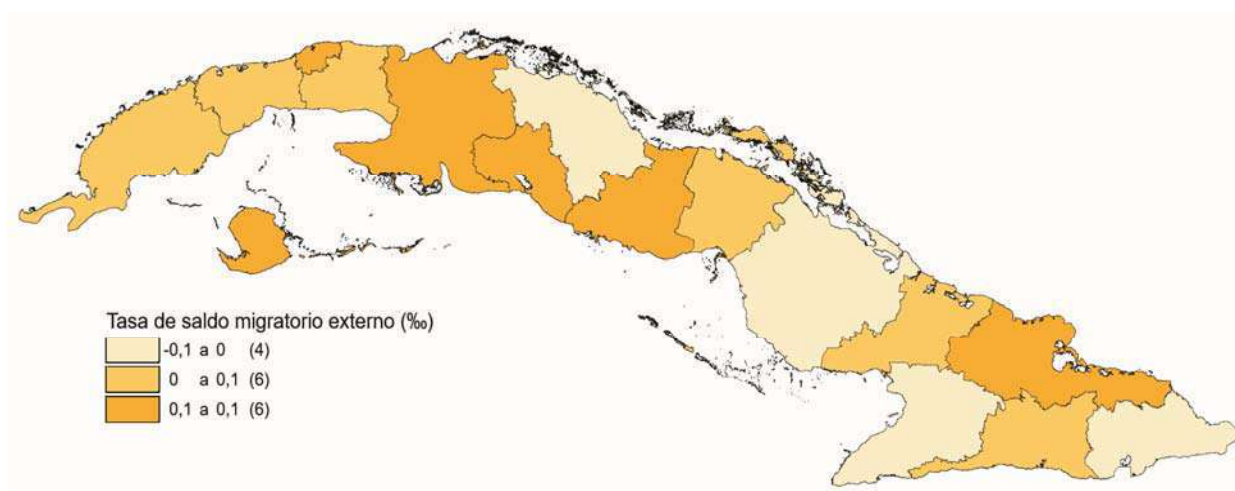 Tasa de saldo migratorio externo (‰)
-0,1 a 0 (4)
0 a 0,1 (6)
0,1 a 0,1 (6)